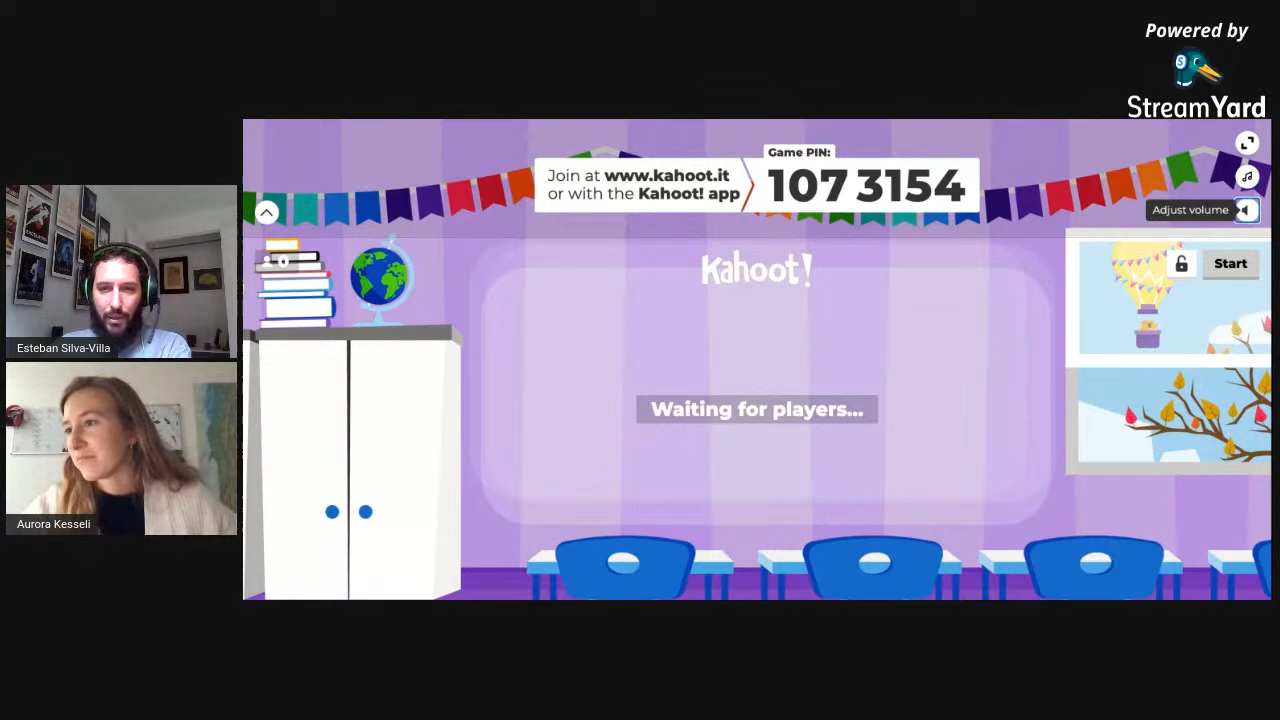 Powered by
StreamYard
Game PIN:
Join at www.kahoot.it
or with the Kahoot! app
107 3154
Adjust volume
0
Kahoot!
Start
Waiting for players...
Esteban Silva-Villa
Aurora Kesseli